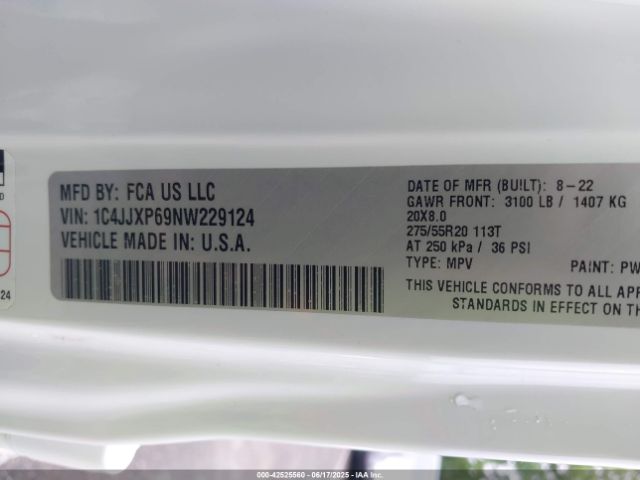 MFD BY: FCA US LLC
VIN: 1C4JJXP69NW229124
VEHICLE MADE IN: U.S.A.
DATE OF MFR (BUILT): 8-22
GAWR FRONT: 3100 LB / 1407 KG
20X8.0
275/55R20 113T
AT 250 kPa / 36 PSI
TYPE: MPV PAINT: PW
THIS VEHICLE CONFORMS TO ALL APP
STANDARDS IN EFFECT ON TH
24
000-42525560 - 06/17/2025 - IAA Inc.